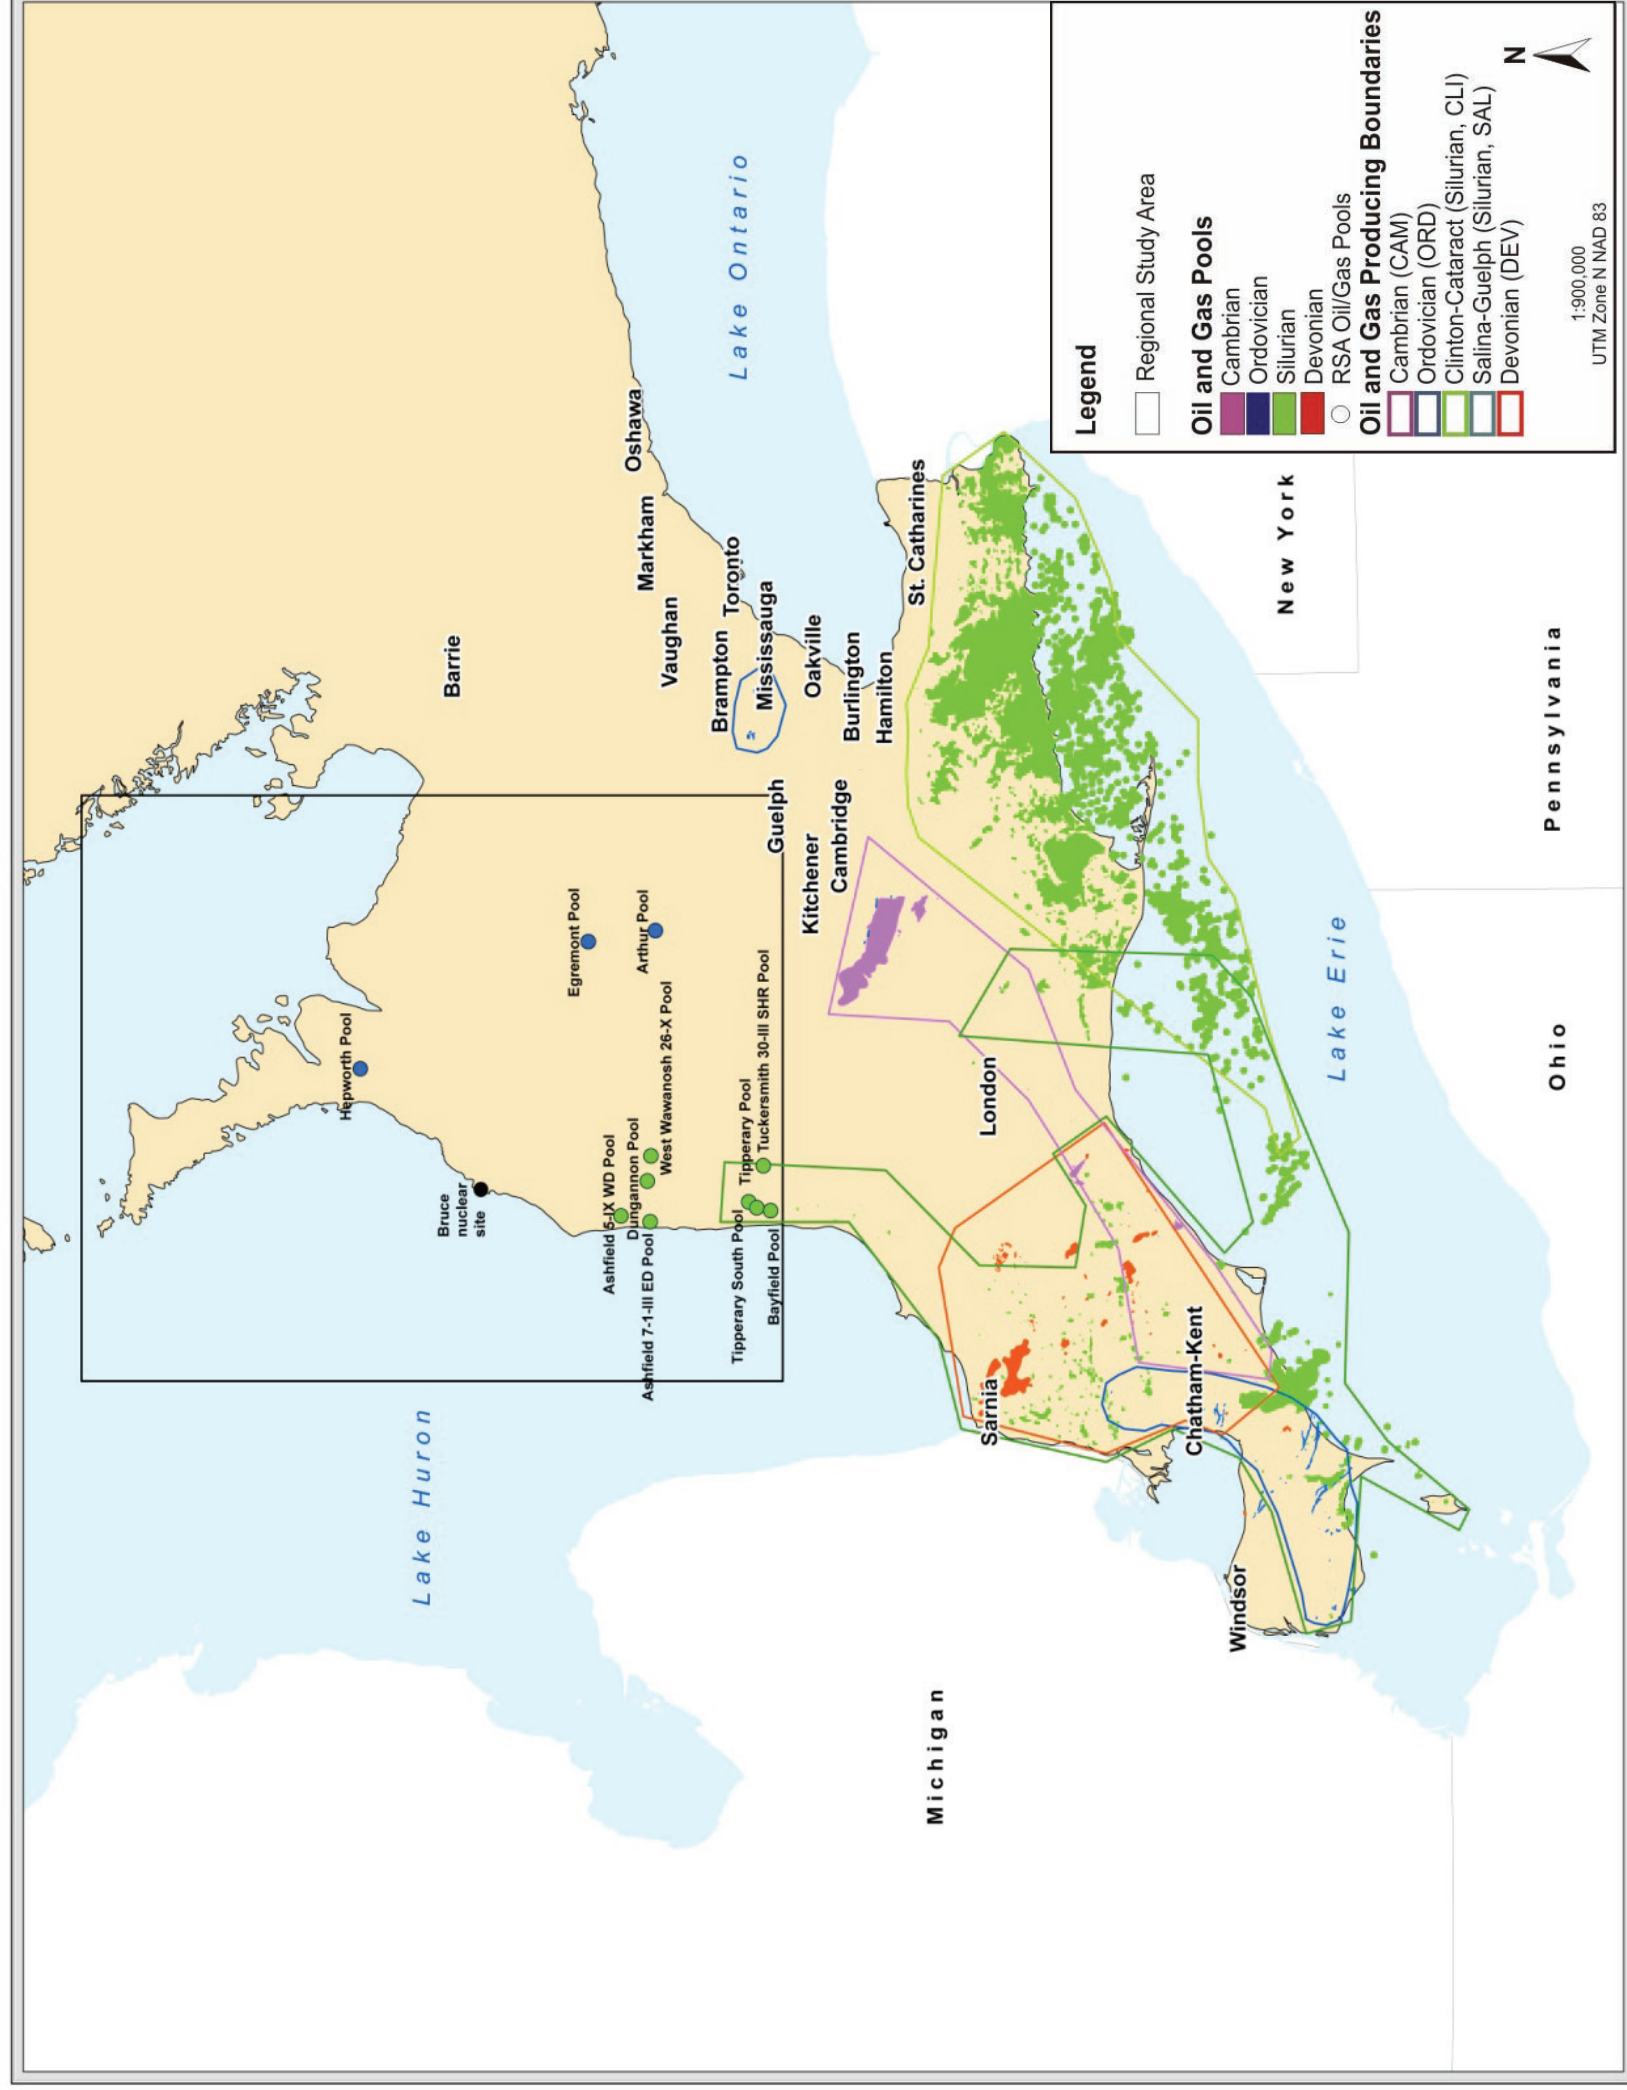 Lake Huron
Lake Ontario
Lake Erie
Michigan
Ohio
Pennsylvania
New York
Hepworth Pool
Bruce
nuclear
site
Egremont Pool
Arthur Pool
Ashfield 5-IX WD Pool
Dungannon Pool
West Wawanosh 26-X Pool
Ashfield 7-1-III ED Pool
Tipperary Pool
Tuckersmith 30-III SHR Pool
Tipperary South Pool
Bayfield Pool
Barrie
Oshawa
Markham
Vaughan
Toronto
Brampton
Mississauga
Oakville
Burlington
Hamilton
St. Catharines
Guelph
Kitchener
Cambridge
London
Sarnia
Chatham-Kent
Windsor
Legend
Regional Study Area
Oil and Gas Pools
Cambrian
Ordovician
Silurian
Devonian
RSA Oil/Gas Pools
Oil and Gas Producing Boundaries
Cambrian (CAM)
Ordovician (ORD)
Clinton-Cataract (Silurian, CLI)
Salina-Guelph (Silurian, SAL)
Devonian (DEV)
N
1:900,000
UTM Zone N NAD 83